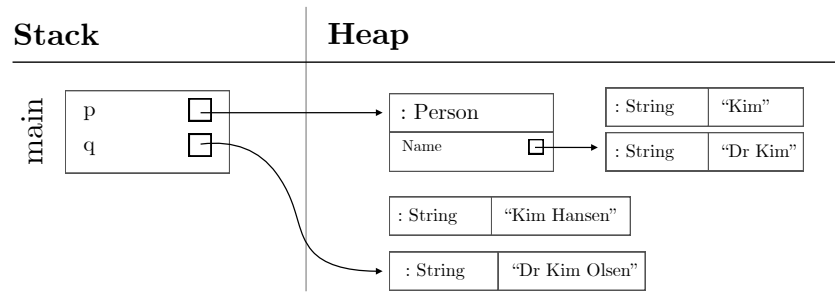 Stack
Heap
main
p
q
: Person
Name
: String “Kim”
: String “Dr Kim”
: String “Kim Hansen”
: String “Dr Kim Olsen”